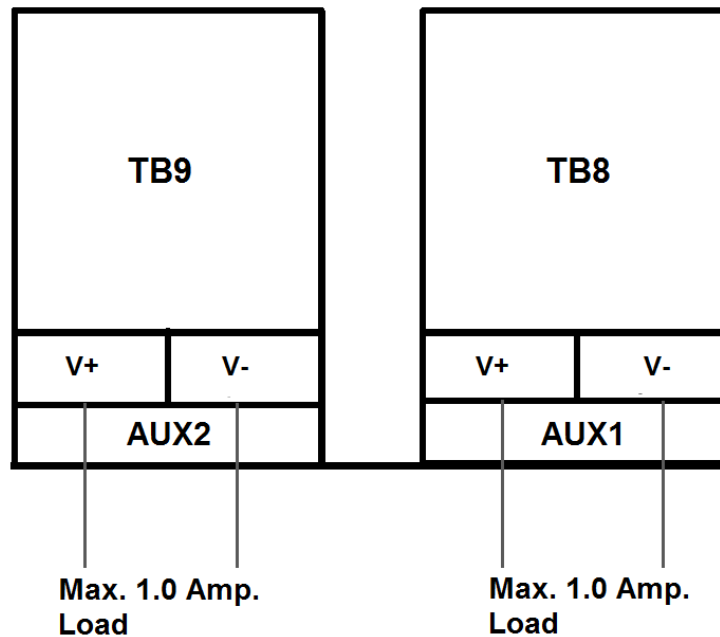 TB9
TB8
V+ V-
V+ V-
AUX2
AUX1
Max. 1.0 Amp.
Load
Max. 1.0 Amp.
Load